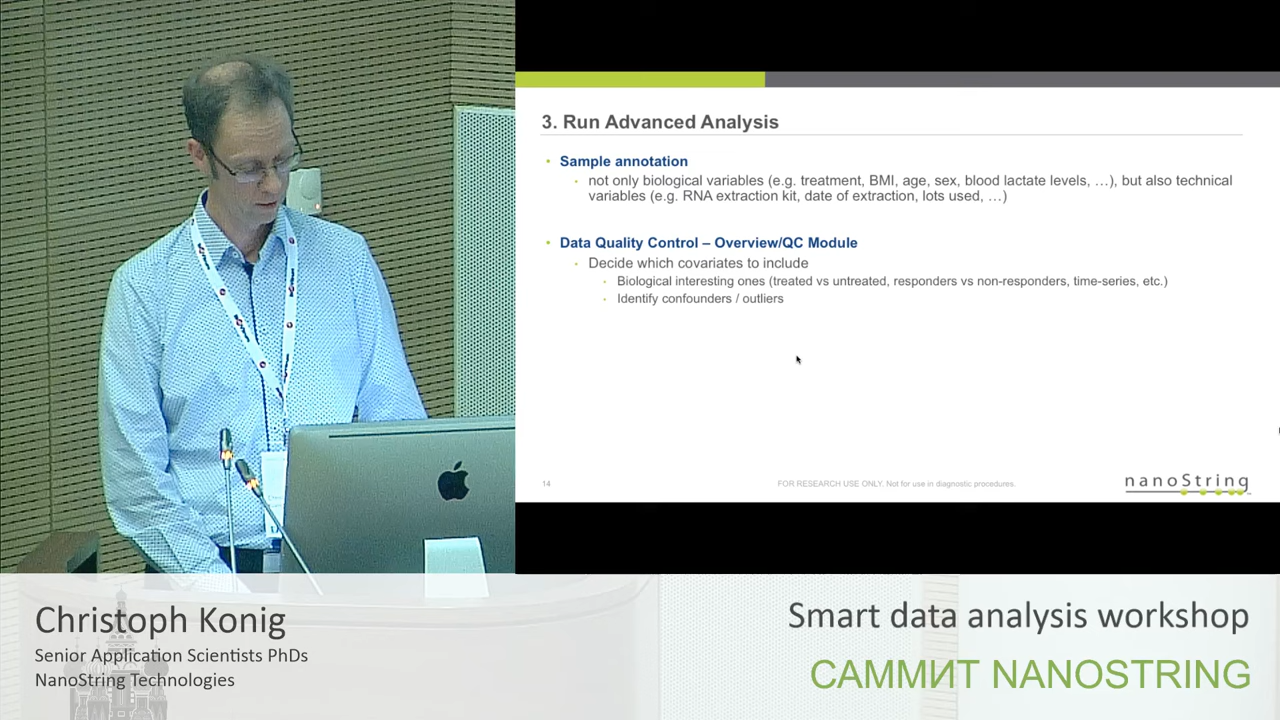 3. Run Advanced Analysis
• Sample annotation
• not only biological variables (e.g. treatment, BMI, age, sex, blood lactate levels, …), but also technical
variables (e.g. RNA extraction kit, date of extraction, lots used, …)
• Data Quality Control – Overview/QC Module
• Decide which covariates to include
• Biological interesting ones (treated vs untreated, responders vs non-responders, time-series, etc.)
• Identify confounders / outliers
14
FOR RESEARCH USE ONLY. Not for use in diagnostic procedures.
nanoString
Christoph Konig
Senior Application Scientists PhDs
NanoString Technologies
Smart data analysis workshop
САММИТ NANOSTRING